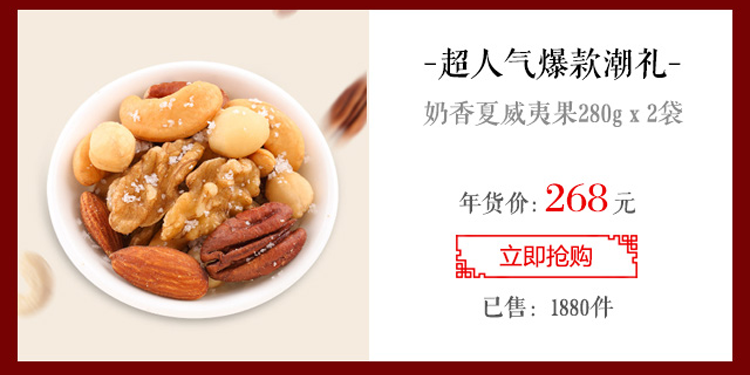 -超人气爆款潮礼-
奶香夏威夷果280g x 2袋
年货价: 268元
立即抢购
已售: 1880件